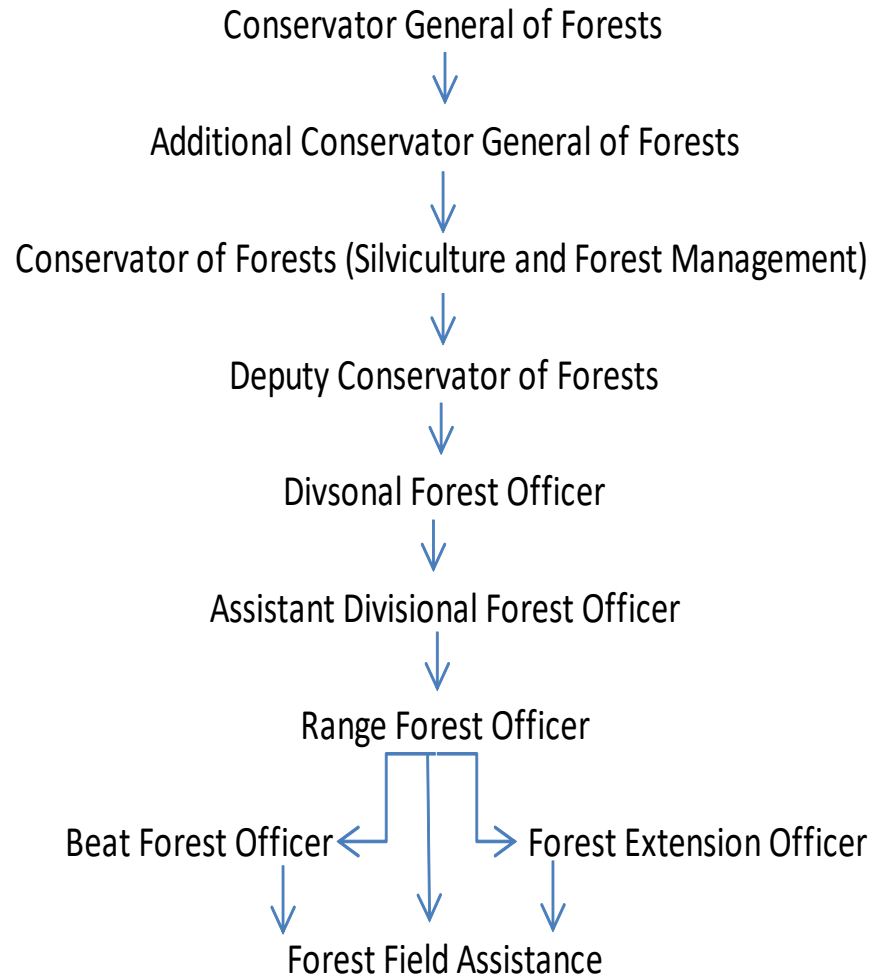 Conservator General of Forests
Additional Conservator General of Forests
Conservator of Forests (Silviculture and Forest Management)
Deputy Conservator of Forests
Divsonal Forest Officer
Assistant Divisional Forest Officer
Range Forest Officer
Beat Forest Officer
Forest Extension Officer
Forest Field Assistance